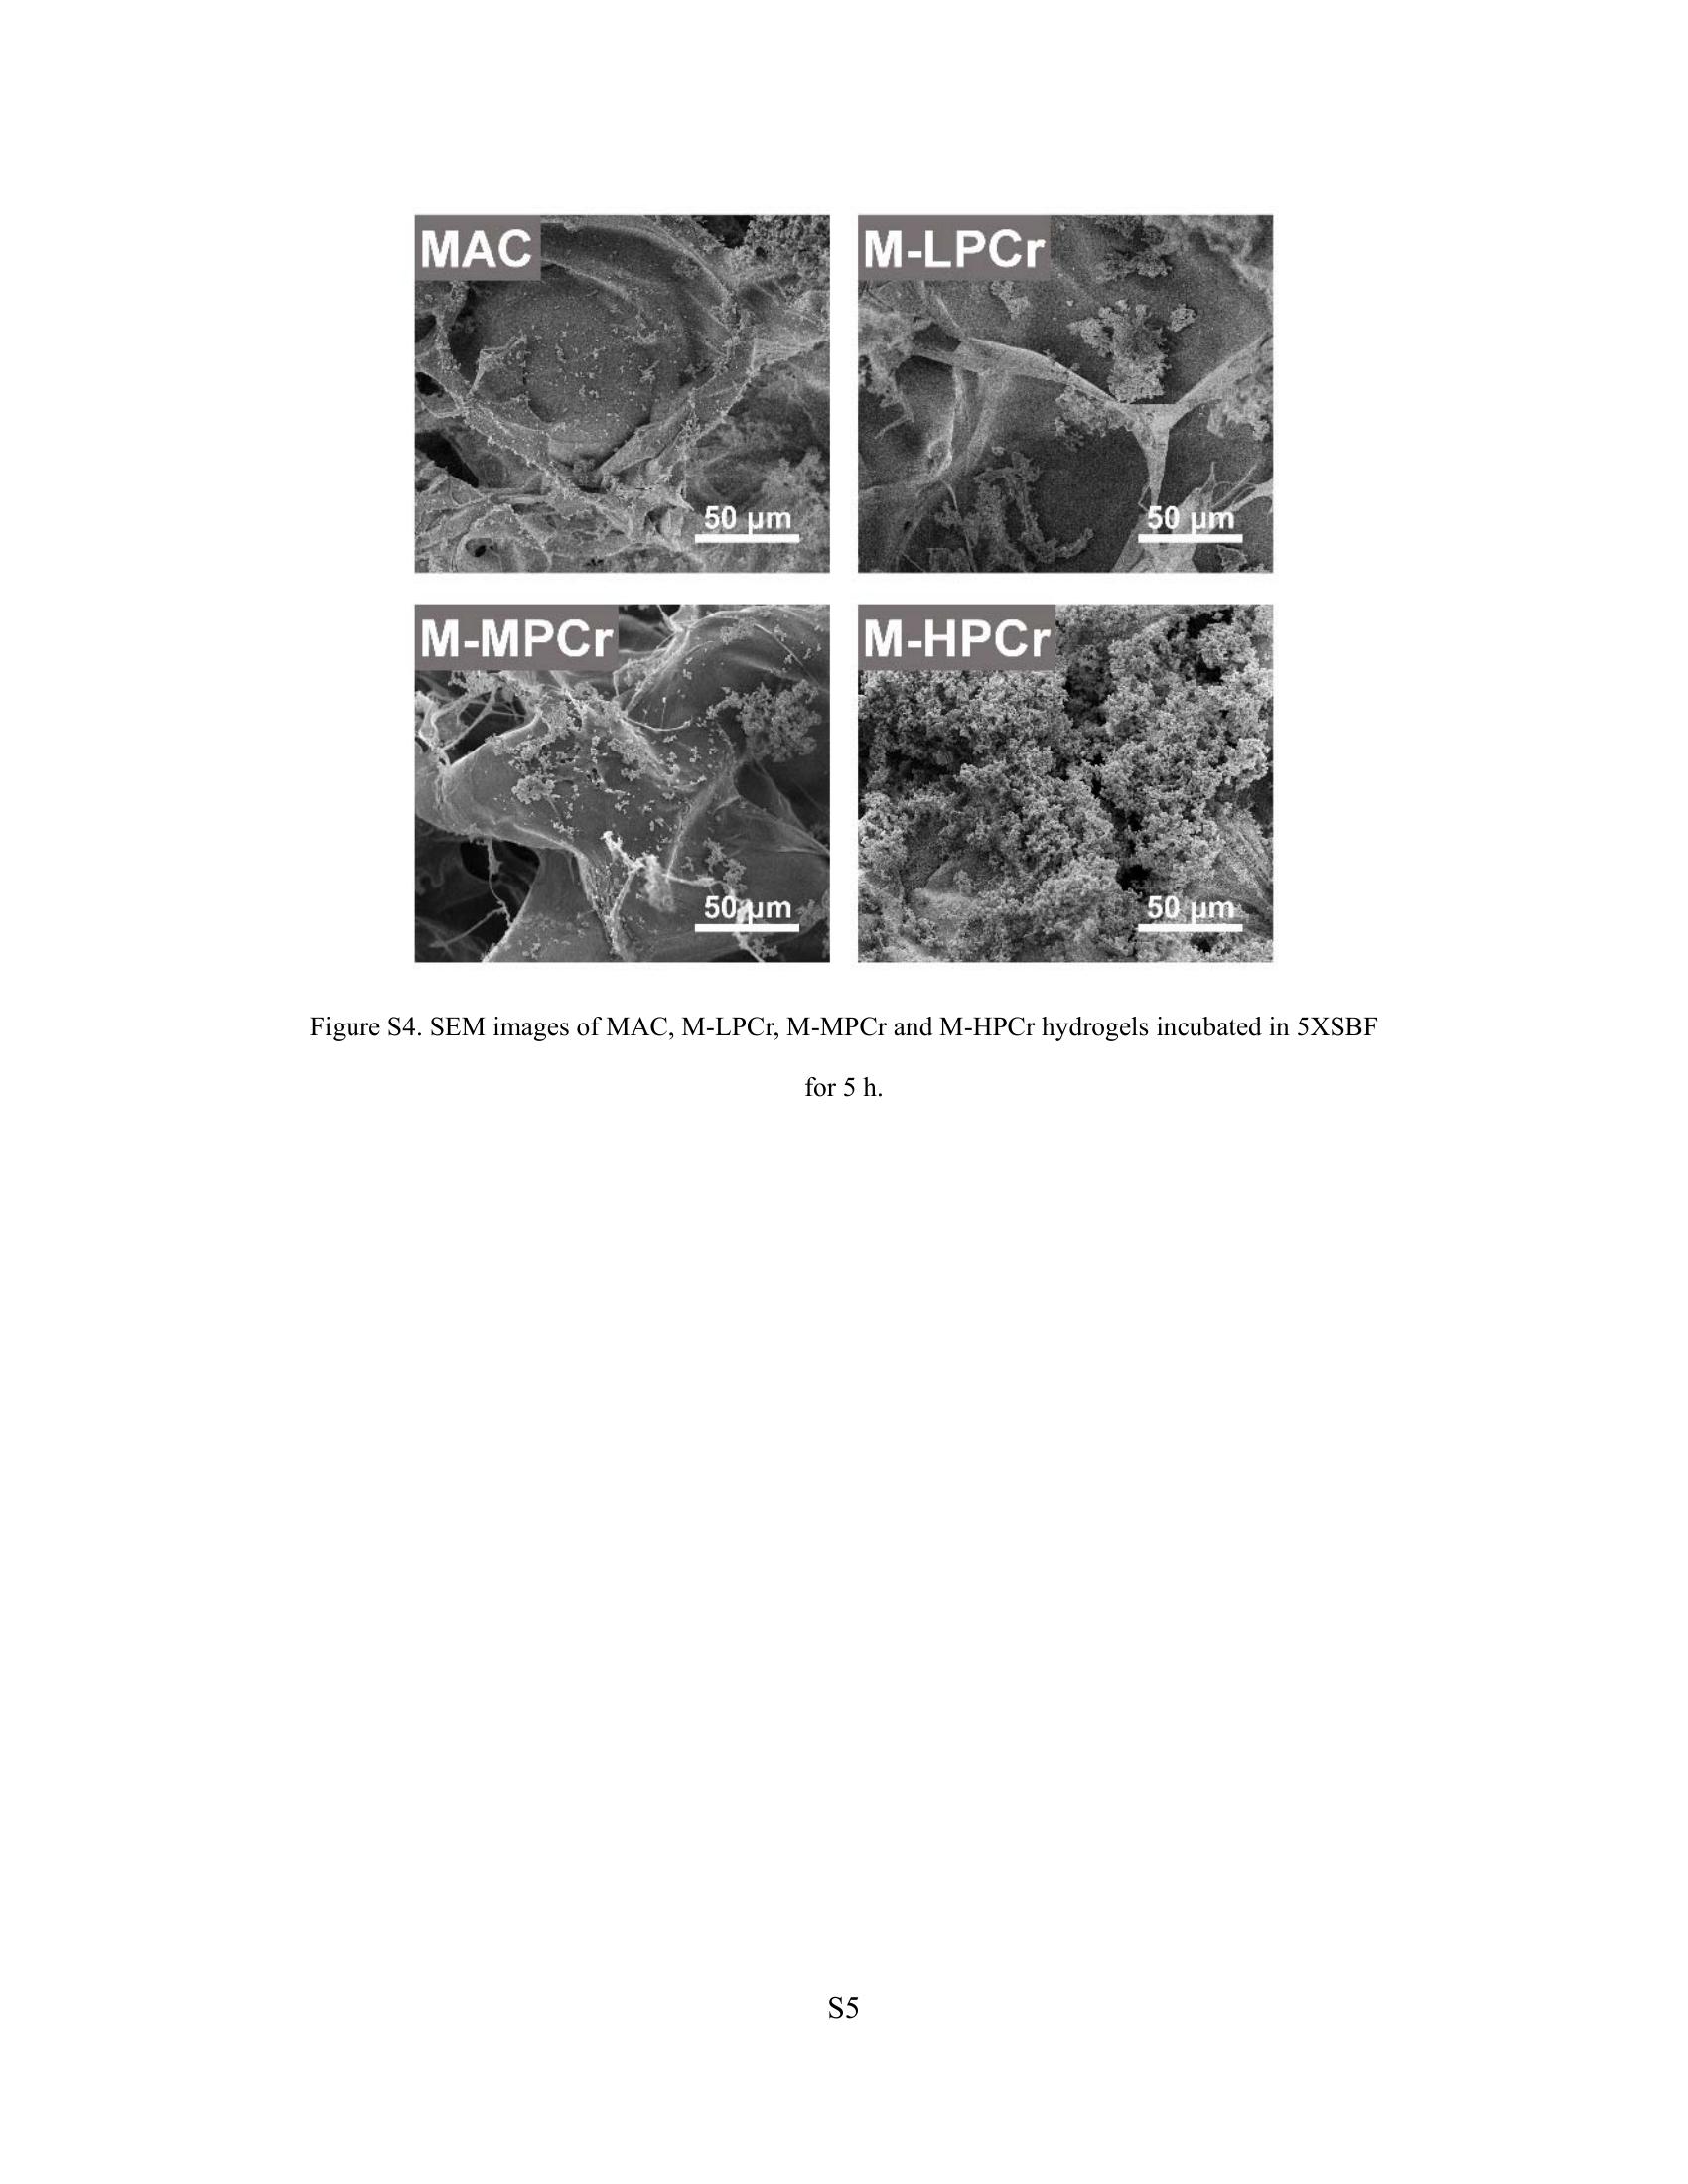 MAC
M-LPCr
50 µm
50 µm
M-MPCr
M-HPCr
50 µm
50 µm
Figure S4. SEM images of MAC, M-LPCr, M-MPCr and M-HPCr hydrogels incubated in 5XSBF
for 5 h.
S5